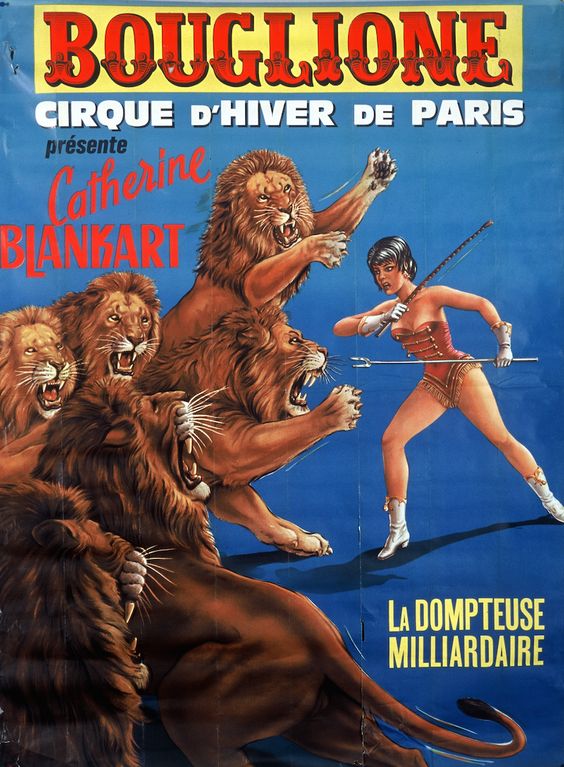 BOUGLIONE
CIRQUE D'HIVER DE PARIS
présente
Catherine
BLANKART
LA DOMPTEUSE
MILLIARDAIRE